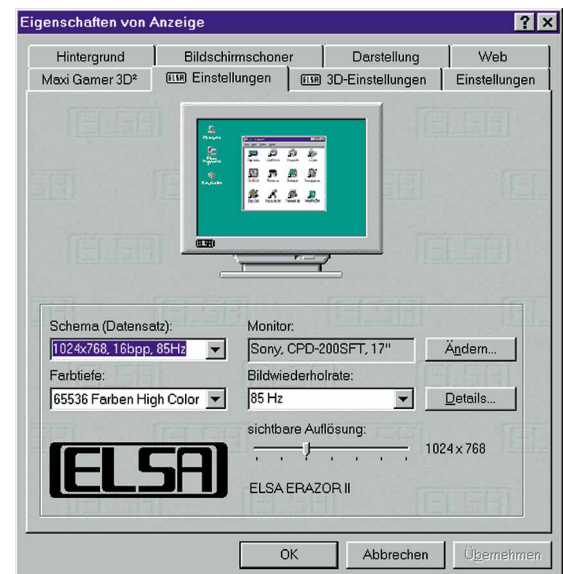 Eigenschaften von Anzeige
Hintergrund Bildschirmschoner Darstellung Web
Maxi Gamer 3D² ELSA Einstellungen ELSA 3D-Einstellungen Einstellungen
ELSA
Schema (Datensatz): Monitor:
1024x768, 16bpp, 85Hz Sony, CPD-200SFT, 17" Ändern...
Farbtiefe: Bildwiederholrate:
65536 Farben High Color 85 Hz Details...
sichtbare Auflösung:
1024 x 768
ELSA
ELSA ERAZOR II
OK Abbrechen Übernehmen